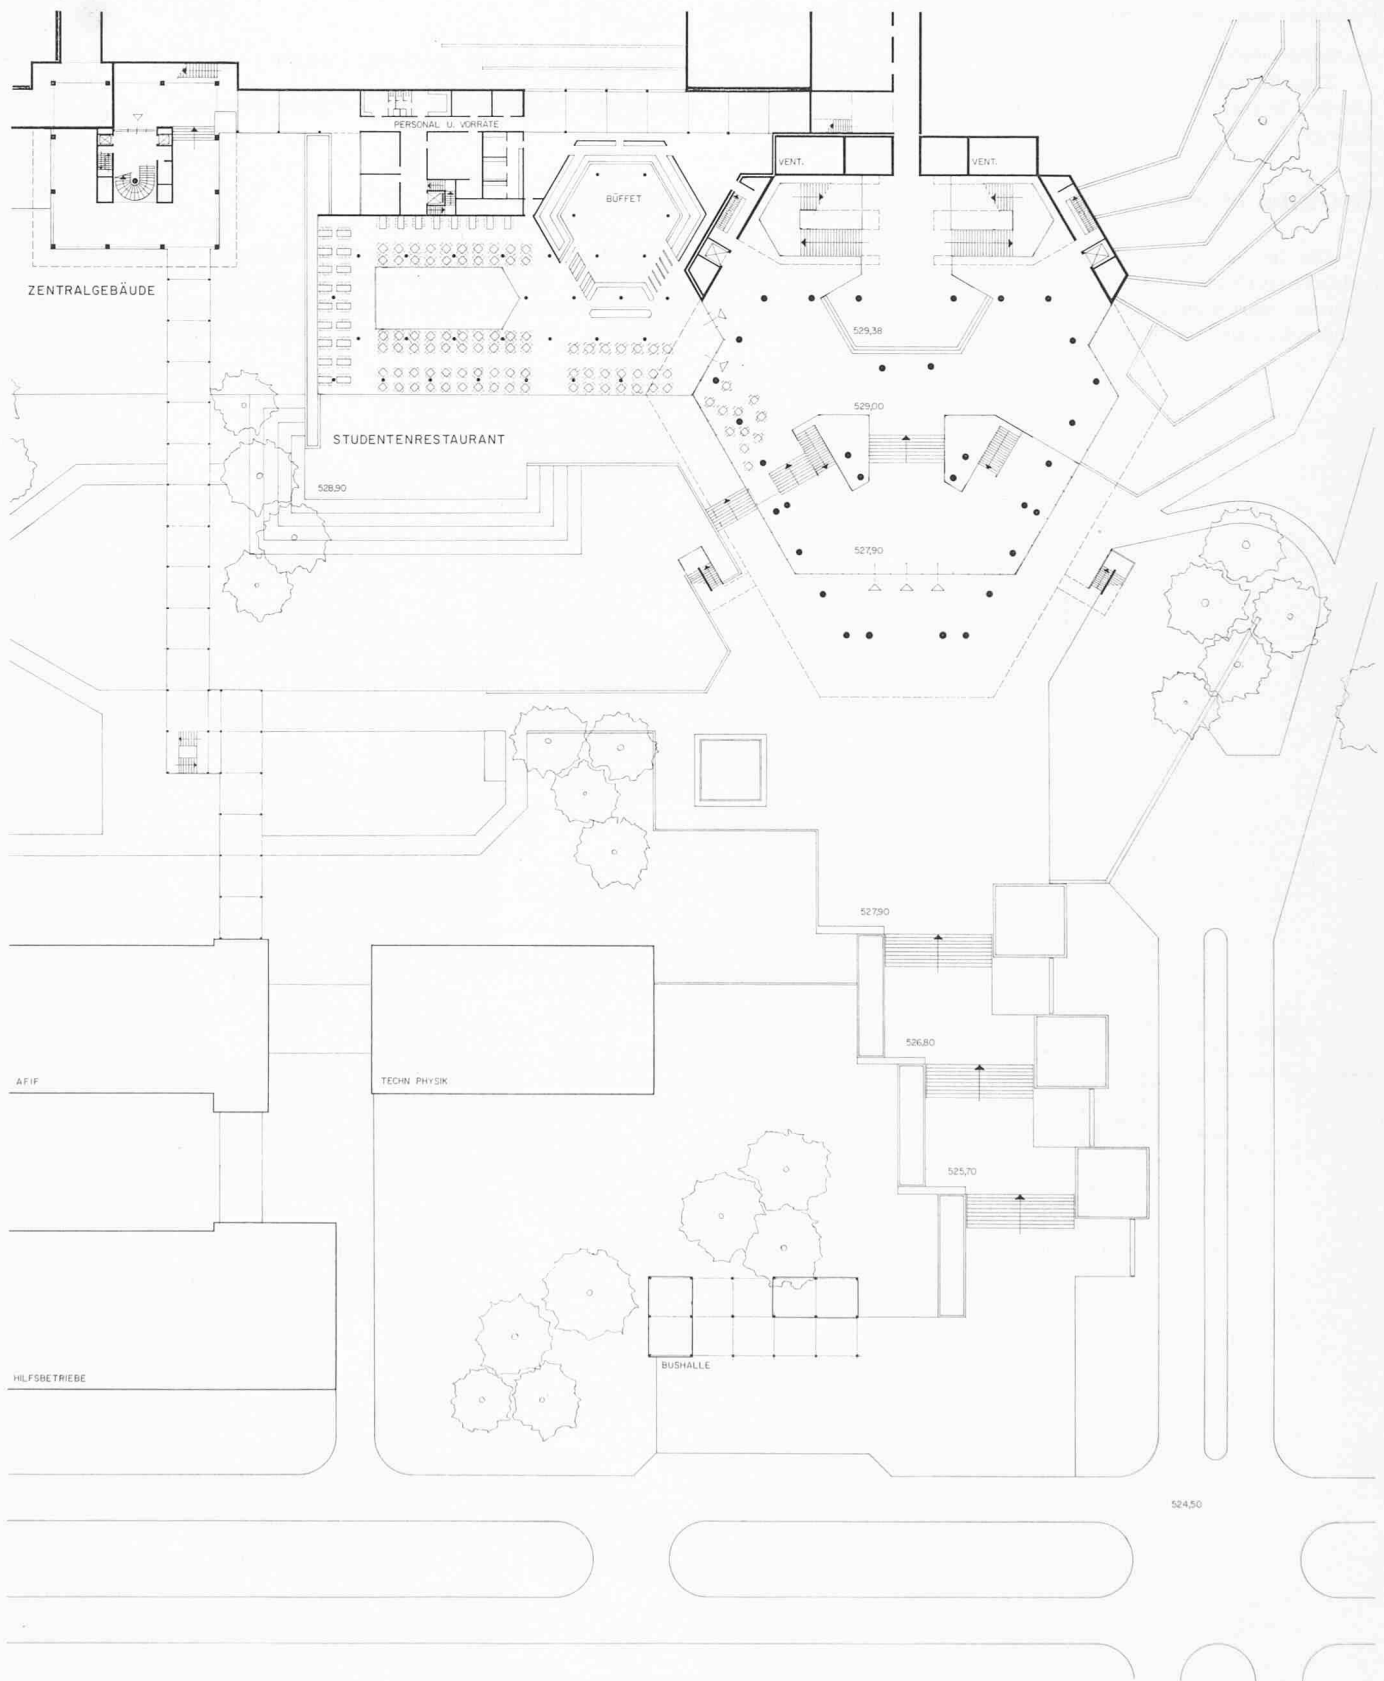 PERSONAL U. VORRÄTE
VENT.
VENT.
BÜFFET
ZENTRALGEBÄUDE
529,38
529,00
STUDENTENRESTAURANT
528,90
527,90
527,90
526,80
AFIF
TECHN PHYSIK
525,70
BUSHALLE
HILFSBETRIEBE
524,50